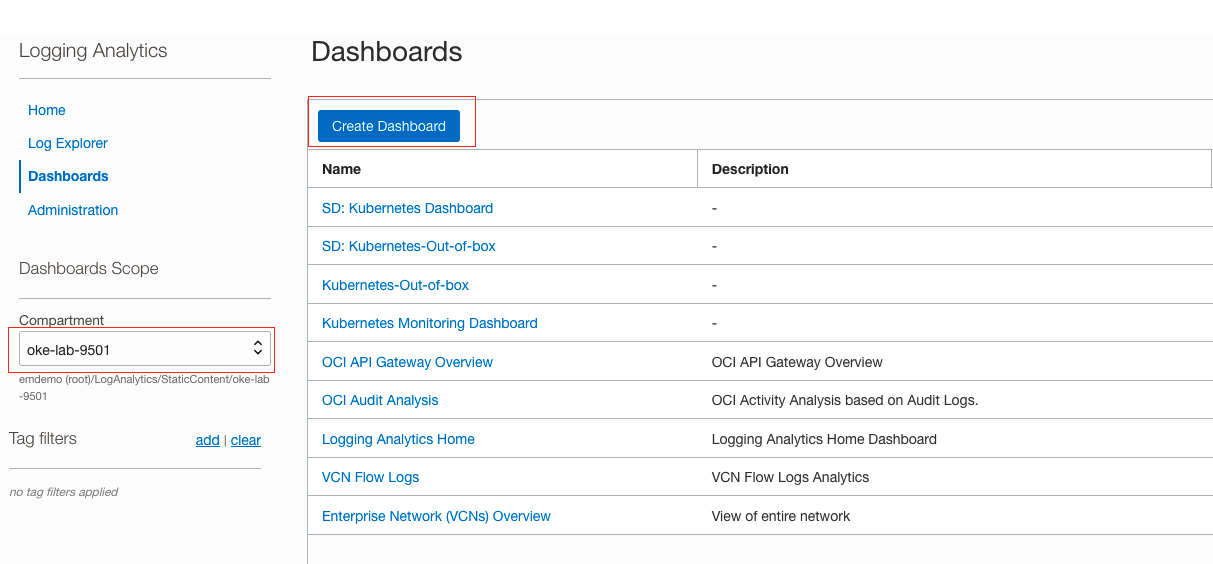 Logging Analytics
Home
Log Explorer
Dashboards
Administration
Dashboards Scope
Compartment
oke-lab-9501
emdemo (root)/LogAnalytics/StaticContent/oke-lab
-9501
Tag filters add | clear
no tag filters applied
Dashboards
Create Dashboard
Name Description
SD: Kubernetes Dashboard -
SD: Kubernetes-Out-of-box -
Kubernetes-Out-of-box -
Kubernetes Monitoring Dashboard -
OCI API Gateway Overview OCI API Gateway Overview
OCI Audit Analysis OCI Activity Analysis based on Audit Logs.
Logging Analytics Home Logging Analytics Home Dashboard
VCN Flow Logs VCN Flow Logs Analytics
Enterprise Network (VCNs) Overview View of entire network